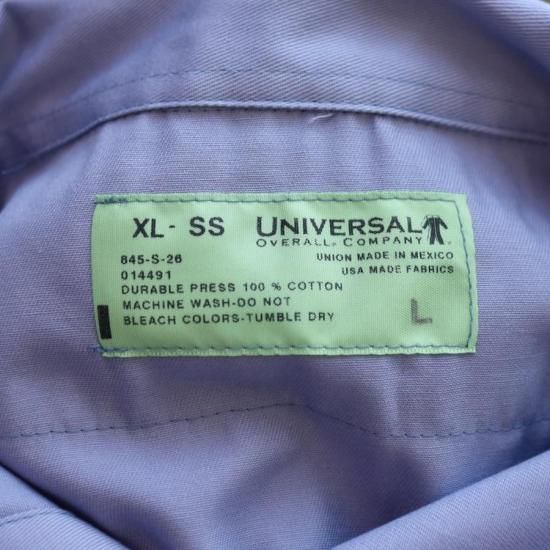 XL- SS
UNIVERSAL
OVERALL COMPANY
845-S-26
UNION MADE IN MEXICO
014491
USA MADE FABRICS
DURABLE PRESS 100 % COTTON
MACHINE WASH-DO NOT
BLEACH COLORS-TUMBLE DRY
L